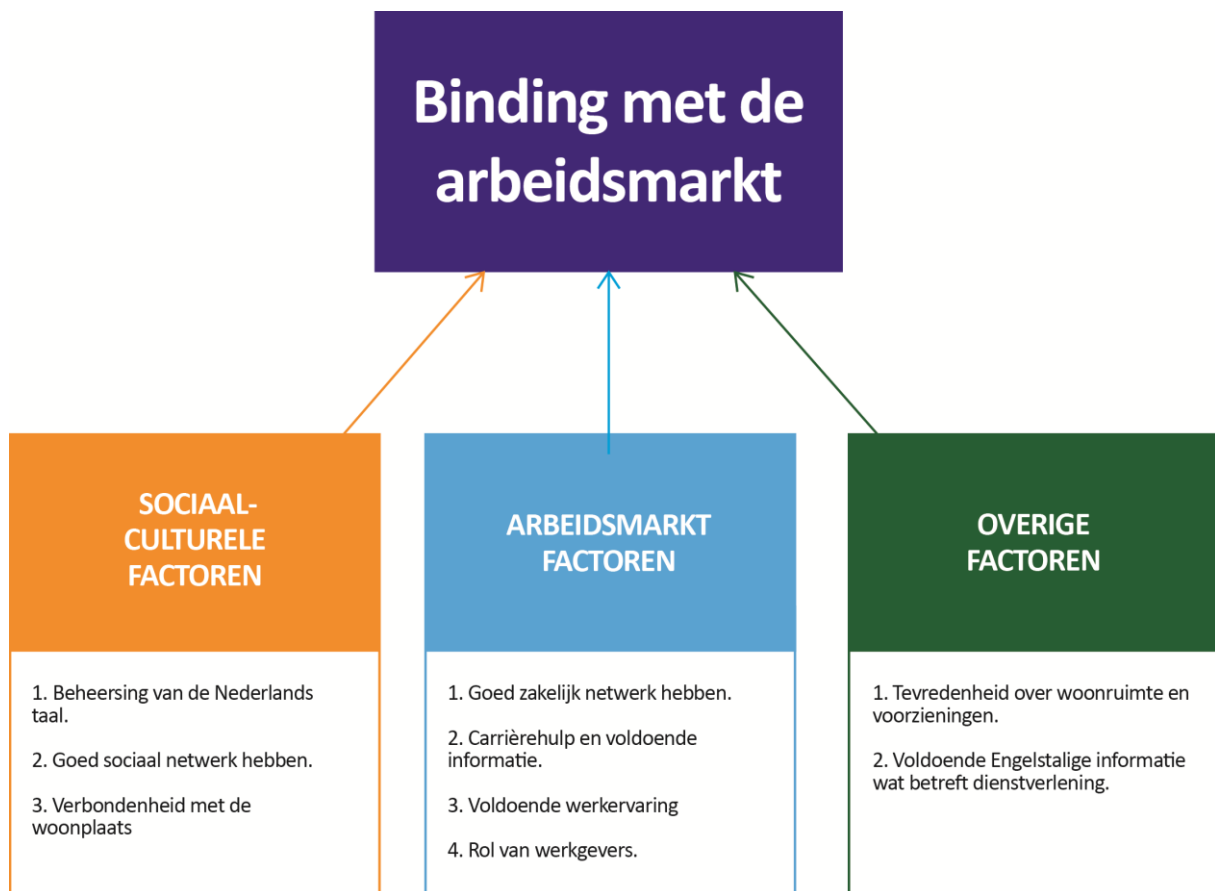 Binding met de
arbeidsmarkt
SOCIAAL-
CULTURELE
FACTOREN
1. Beheersing van de Nederlands
taal.
2. Goed sociaal netwerk hebben.
3. Verbondenheid met de
woonplaats
ARBEIDSMARKT
FACTOREN
1. Goed zakelijk netwerk hebben.
2. Carrièrehulp en voldoende
informatie.
3. Voldoende werkervaring
4. Rol van werkgevers.
OVERIGE
FACTOREN
1. Tevredenheid over woonruimte en
voorzieningen.
2. Voldoende Engelstalige informatie
wat betreft dienstverlening.